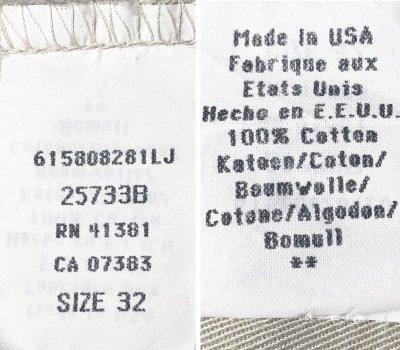 615808281LJ
25733B
RN 41381
CA 07383
SIZE 32
Made in USA
Fabrique aux
Etats Unis
Hecho en E.E.U.U.
100% Cotton
Katoen/Coton/
Baumwolle/
Cotone/Algodon/
Bomull
**